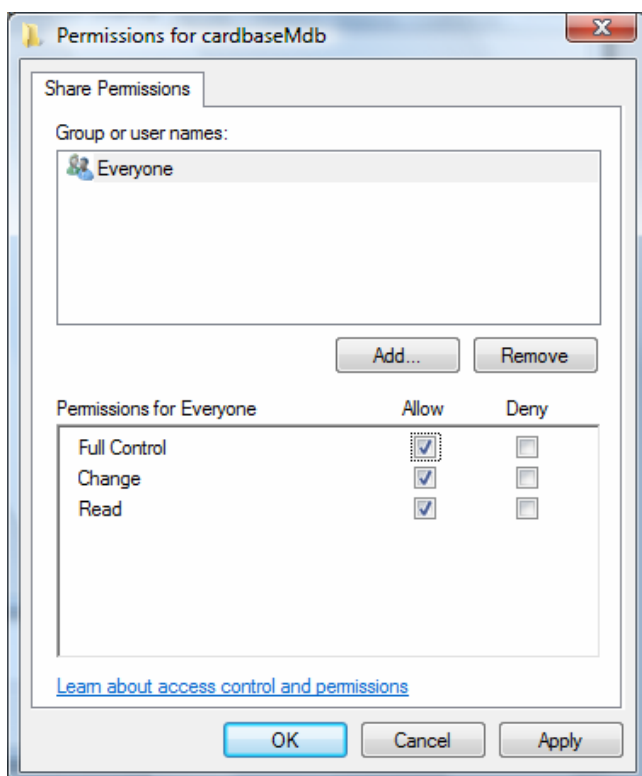 Permissions for cardbaseMdb
Share Permissions
Group or user names:
Everyone
Add... Remove
Permissions for Everyone Allow Deny
Full Control
Change
Read
Learn about access control and permissions
OK Cancel Apply